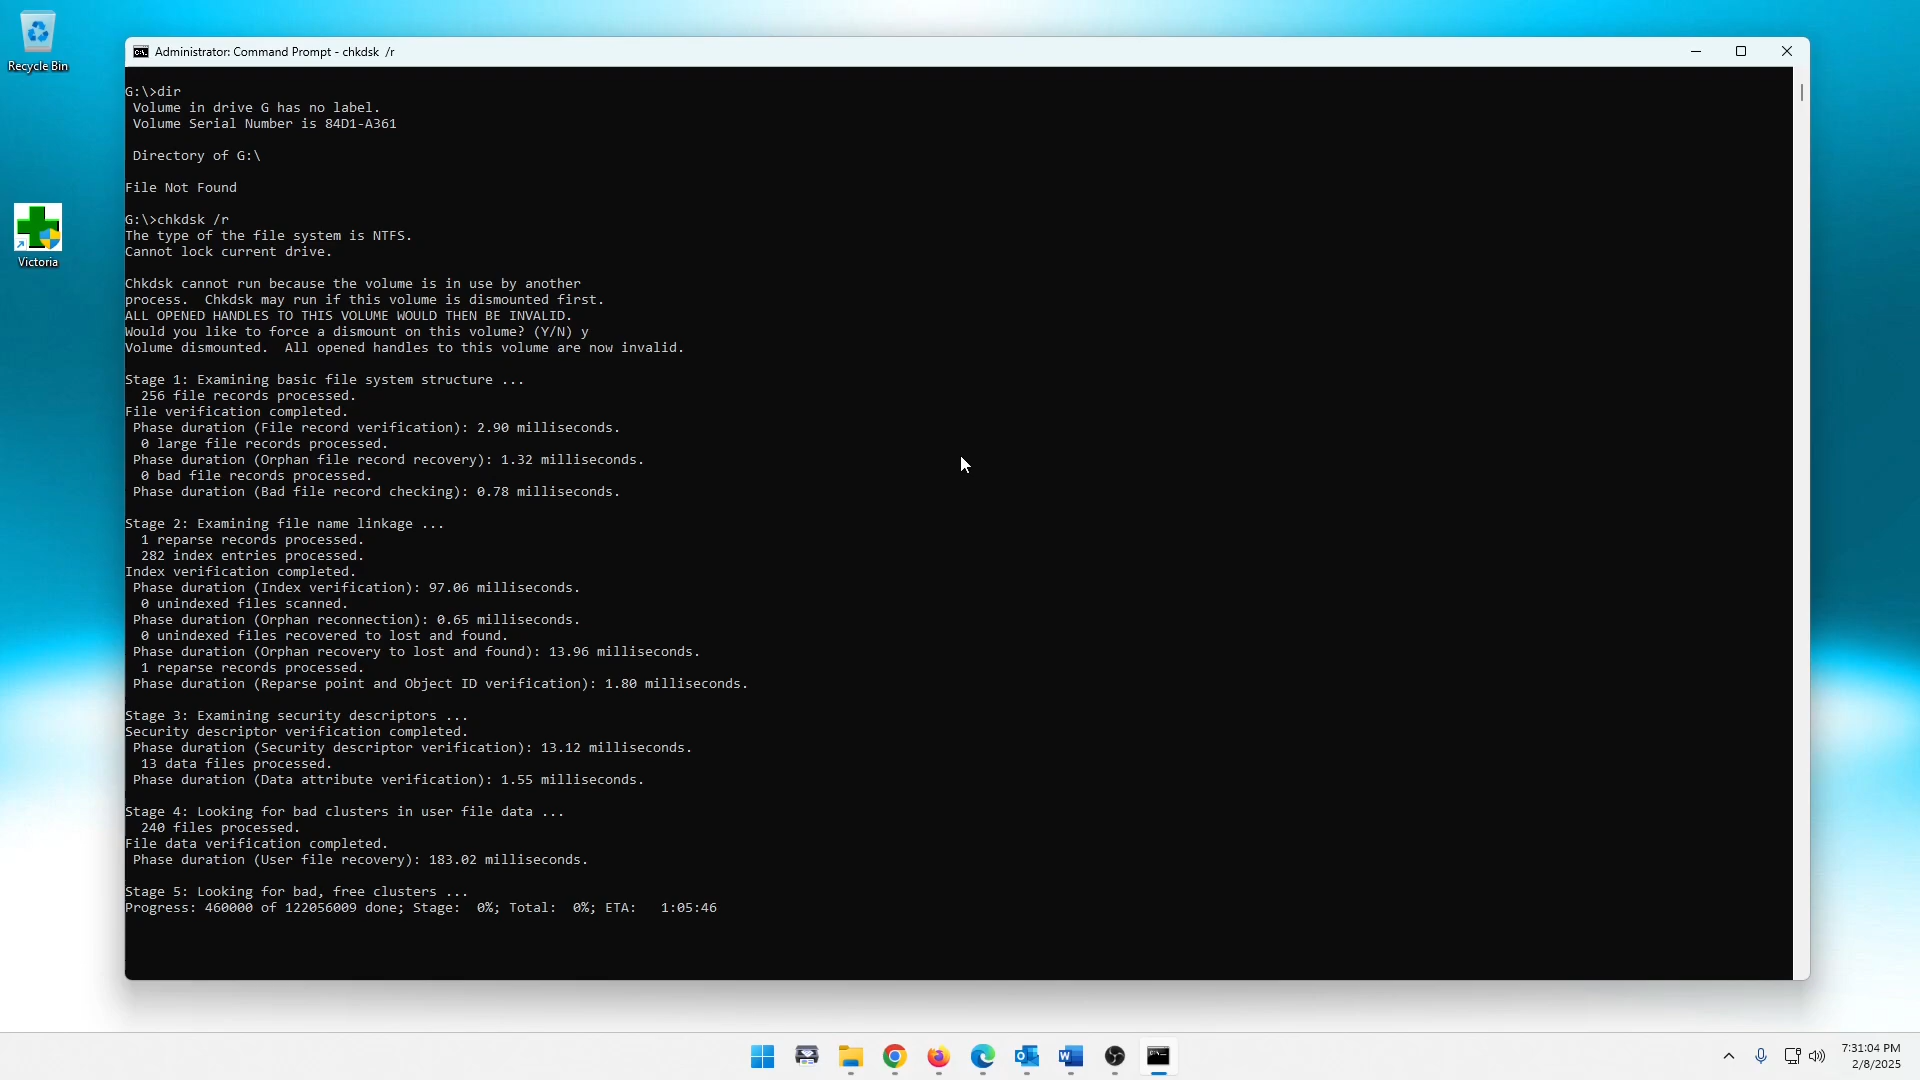 Recycle Bin
Victoria
Administrator: Command Prompt - chkdsk  /r
G:\>dir
 Volume in drive G has no label.
 Volume Serial Number is 84D1-A361
 Directory of G:\
File Not Found
G:\>chkdsk /r
The type of the file system is NTFS.
Cannot lock current drive.
Chkdsk cannot run because the volume is in use by another
process.  Chkdsk may run if this volume is dismounted first.
ALL OPENED HANDLES TO THIS VOLUME WOULD THEN BE INVALID.
Would you like to force a dismount on this volume? (Y/N) y
Volume dismounted.  All opened handles to this volume are now invalid.
Stage 1: Examining basic file system structure ...
  256 file records processed.
File verification completed.
 Phase duration (File record verification): 2.90 milliseconds.
  0 large file records processed.
 Phase duration (Orphan file record recovery): 1.32 milliseconds.
  0 bad file records processed.
 Phase duration (Bad file record checking): 0.78 milliseconds.
Stage 2: Examining file name linkage ...
  1 reparse records processed.
  282 index entries processed.
Index verification completed.
 Phase duration (Index verification): 97.06 milliseconds.
  0 unindexed files scanned.
 Phase duration (Orphan reconnection): 0.65 milliseconds.
  0 unindexed files recovered to lost and found.
 Phase duration (Orphan recovery to lost and found): 13.96 milliseconds.
  1 reparse records processed.
 Phase duration (Reparse point and Object ID verification): 1.80 milliseconds.
Stage 3: Examining security descriptors ...
Security descriptor verification completed.
 Phase duration (Security descriptor verification): 13.12 milliseconds.
  13 data files processed.
 Phase duration (Data attribute verification): 1.55 milliseconds.
Stage 4: Looking for bad clusters in user file data ...
  240 files processed.
File data verification completed.
 Phase duration (User file recovery): 183.02 milliseconds.
Stage 5: Looking for bad, free clusters ...
Progress: 460000 of 122056009 done; Stage:  0%; Total:  0%; ETA:   1:05:46
7:31:04 PM
2/8/2025